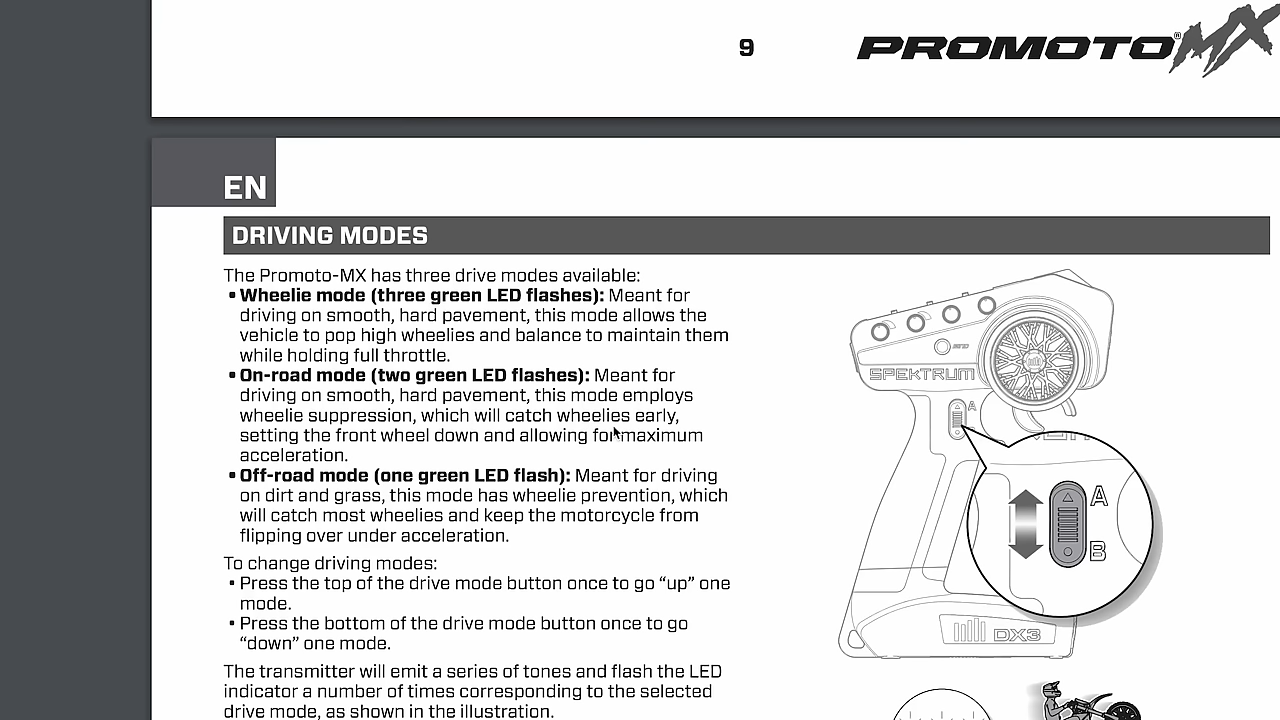 9
PROMOTO® MX
EN
DRIVING MODES
The Promoto-MX has three drive modes available:
• Wheelie mode (three green LED flashes): Meant for
driving on smooth, hard pavement, this mode allows the
vehicle to pop high wheelies and balance to maintain them
while holding full throttle.
• On-road mode (two green LED flashes): Meant for
driving on smooth, hard pavement, this mode employs
wheelie suppression, which will catch wheelies early,
setting the front wheel down and allowing for maximum
acceleration.
• Off-road mode (one green LED flash): Meant for driving
on dirt and grass, this mode has wheelie prevention, which
will catch most wheelies and keep the motorcycle from
flipping over under acceleration.
To change driving modes:
• Press the top of the drive mode button once to go “up” one
mode.
• Press the bottom of the drive mode button once to go
“down” one mode.
The transmitter will emit a series of tones and flash the LED
indicator a number of times corresponding to the selected
drive mode, as shown in the illustration.
SPEKTRUM
A
A
B
DX3